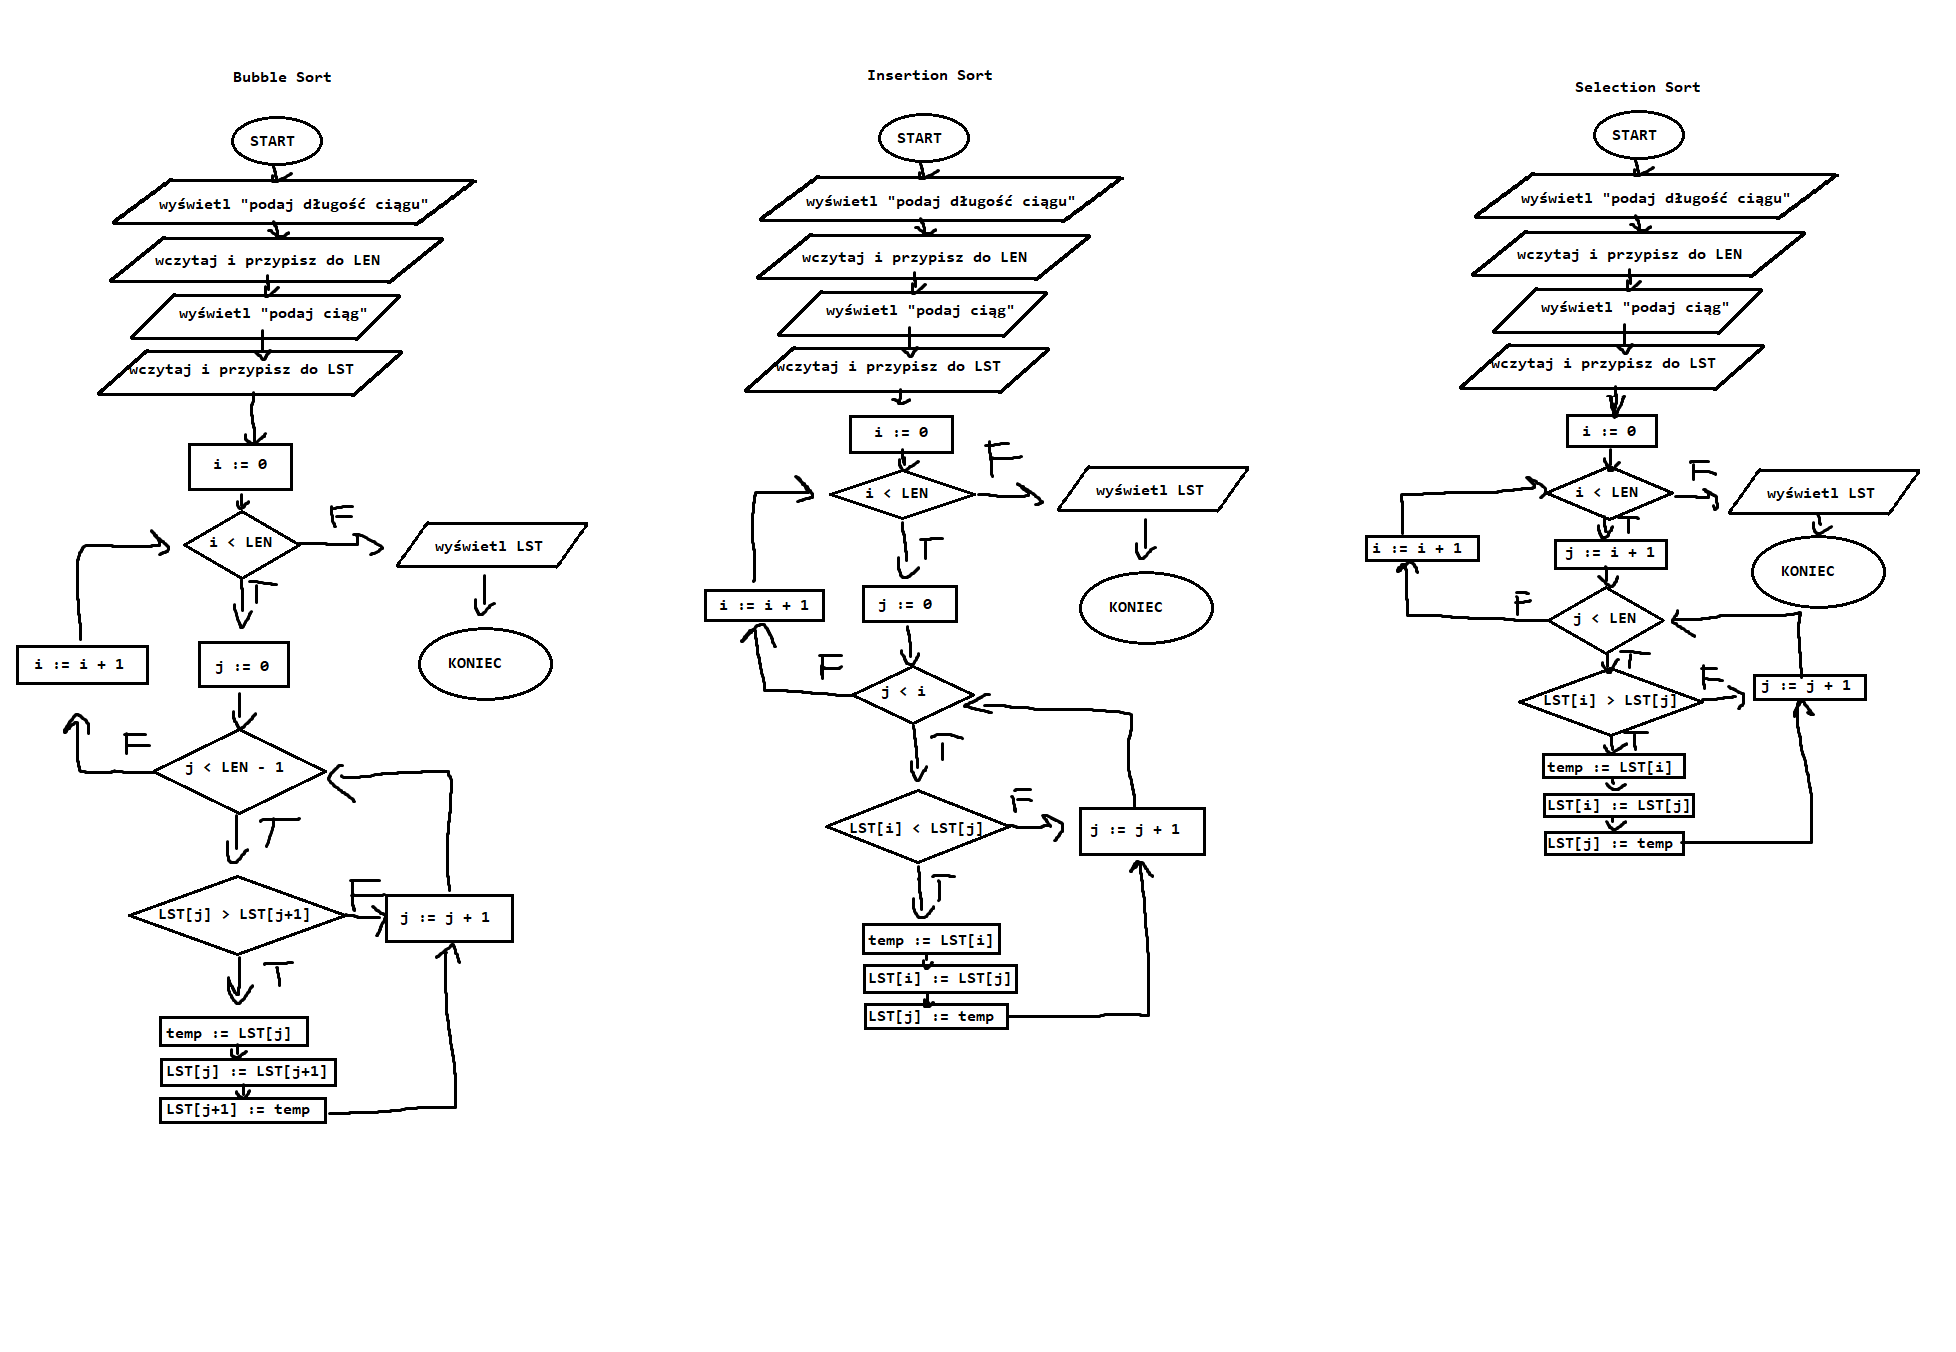 Bubble Sort
START
wyświetl "podaj długość ciągu"
wczytaj i przypisz do LEN
wyświetl "podaj ciąg"
wczytaj i przypisz do LST
i := 0
i < LEN
F
wyświetl LST
KONIEC
T
j := 0
i := i + 1
j < LEN - 1
F
T
LST[j] > LST[j+1]
F
j := j + 1
T
temp := LST[j]
LST[j] := LST[j+1]
LST[j+1] := temp
Insertion Sort
START
wyświetl "podaj długość ciągu"
wczytaj i przypisz do LEN
wyświetl "podaj ciąg"
wczytaj i przypisz do LST
i := 0
i < LEN
F
wyświetl LST
KONIEC
T
j := 0
i := i + 1
j < i
F
T
LST[i] < LST[j]
F
j := j + 1
T
temp := LST[i]
LST[i] := LST[j]
LST[j] := temp
Selection Sort
START
wyświetl "podaj długość ciągu"
wczytaj i przypisz do LEN
wyświetl "podaj ciąg"
wczytaj i przypisz do LST
i := 0
i < LEN
F
wyświetl LST
KONIEC
T
j := i + 1
i := i + 1
j < LEN
F
T
LST[i] > LST[j]
F
j := j + 1
T
temp := LST[i]
LST[i] := LST[j]
LST[j] := temp